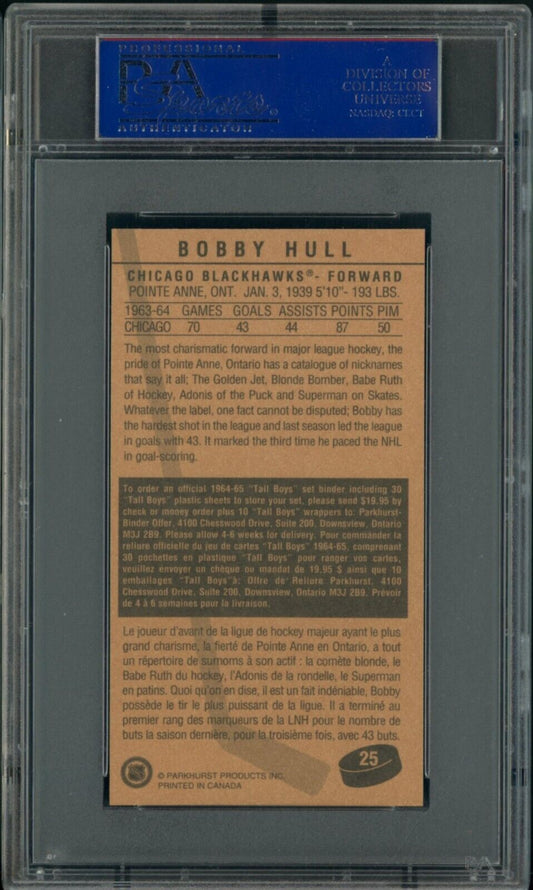 PROFESSIONAL
PSA
Sports.
AUTHENTICATOR
A
DIVISION OF
COLLECTORS
UNIVERSE
NASDAQ: CLCT
BOBBY HULL
CHICAGO BLACKHAWKS®- FORWARD
POINTE ANNE, ONT. JAN. 3, 1939 5'10"- 193 LBS.
1963-64 GAMES GOALS ASSISTS POINTS PIM
CHICAGO 70 43 44 87 50
The most charismatic forward in major league hockey, the
pride of Pointe Anne, Ontario has a catalogue of nicknames
that say it all; The Golden Jet, Blonde Bomber, Babe Ruth
of Hockey, Adonis of the Puck and Superman on Skates.
Whatever the label, one fact cannot be disputed; Bobby has
the hardest shot in the league and last season led the league
in goals with 43. It marked the third time he paced the NHL
in goal-scoring.
To order an official 1964-65 "Tall Boys" set binder including 30
"Tall Boys" plastic sheets to store your set, please send $19.95 by
check or money order plus 10 "Tall Boys" wrappers to: Parkhurst-
Binder Offer, 4100 Chesswood Drive, Suite 200, Downsview, Ontario
M3J 2B9. Please allow 4-6 weeks for delivery. Pour commander la
reliure officielle du jeu de cartes "Tall Boys" 1964-65, comprenant
30 pochettes en plastique "Tall Boys" pour ranger vos cartes,
veuillez envoyer un chèque ou mandat de 19.95 $ ainsi que 10
emballages "Tall Boys"à: Offre de Reliure Parkhurst, 4100
Chesswood Drive, Suite 200, Downsview, Ontario M3J 2B9. Prévoir
de 4 à 6 semaines pour la livraison.
Le joueur d'avant de la ligue de hockey majeur ayant le plus
grand charisme, la fierté de Pointe Anne en Ontario, a tout
un répertoire de surnoms à son actif : la comète blonde, le
Babe Ruth du hockey, l'Adonis de la rondelle, le Superman
en patins. Quoi qu'on en dise, il est un fait indéniable, Bobby
possède le tir le plus puissant de la ligue. Il a terminé au
premier rang des marqueurs de la LNH pour le nombre de
buts la saison dernière, pour la troisième fois, avec 43 buts.
25
© PARKHURST PRODUCTS INC.
PRINTED IN CANADA